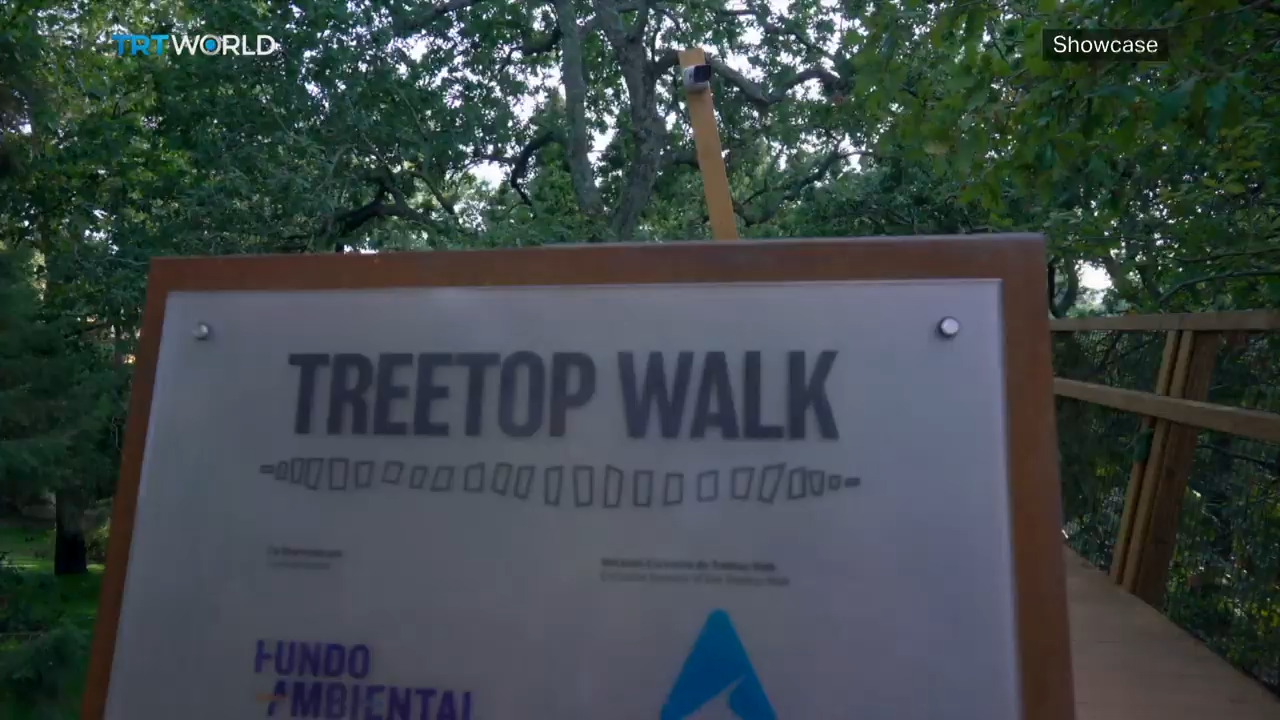 TRTWORLD
Showcase
TREETOP WALK
FUNDO
AMBIENTAL